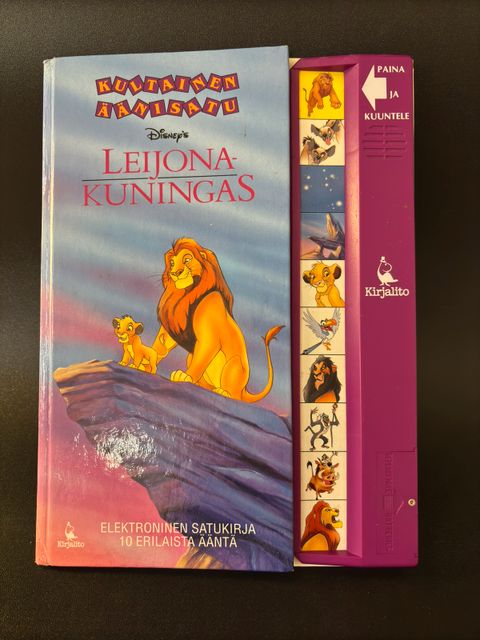 KULTAINEN
ÄÄNISATU
DISNEY'S
LEIJONA-
KUNINGAS
ELEKTRONINEN SATUKIRJA
10 ERILAISTA ÄÄNTÄ
Kirjalito
PAINA
JA
KUUNTELE
Kirjalito